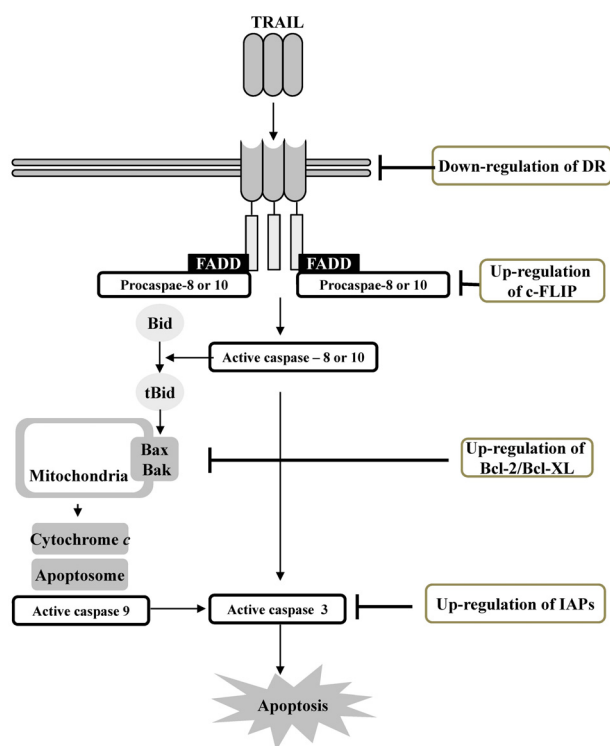 TRAIL
Down-regulation of DR
FADD
FADD
Procaspae-8 or 10
Procaspae-8 or 10
Up-regulation
of c-FLIP
Bid
Active caspase – 8 or 10
tBid
Bax
Bak
Mitochondria
Up-regulation of
Bcl-2/Bcl-XL
Cytochrome c
Apoptosome
Active caspase 9
Active caspase 3
Up-regulation of IAPs
Apoptosis